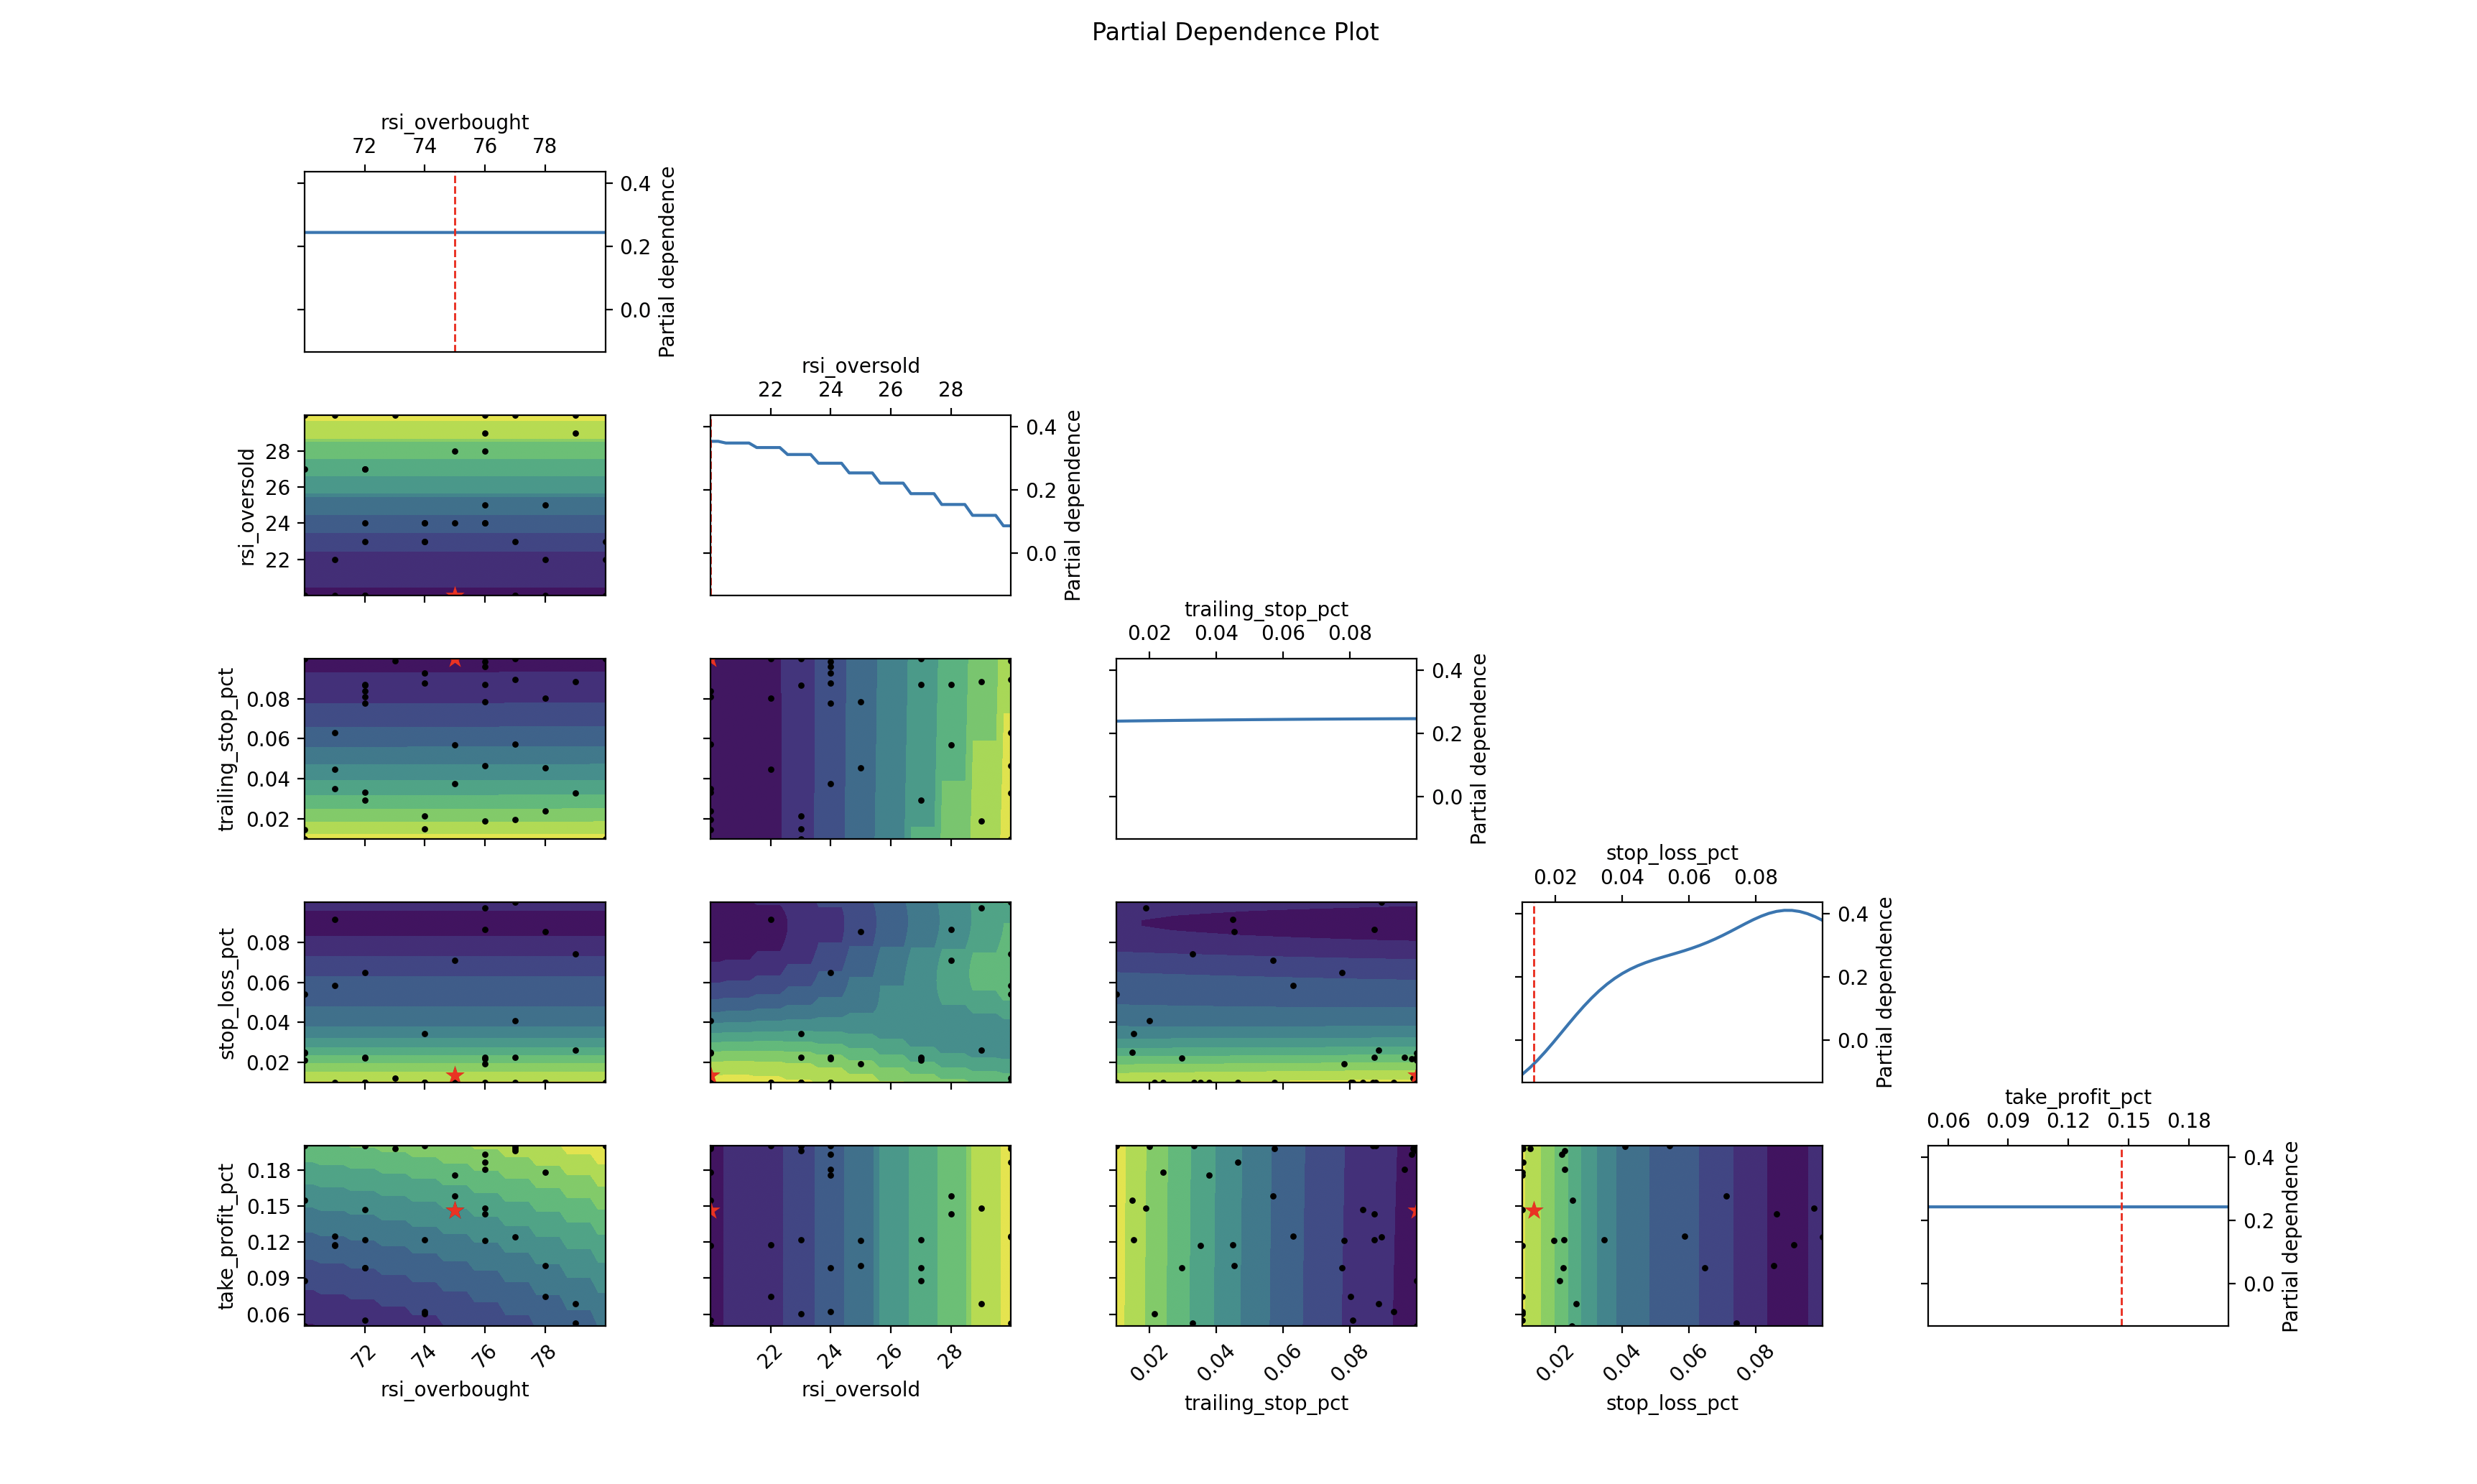 Partial Dependence Plot
rsi_overbought
72 74 76 78
0.4
0.2
0.0
Partial dependence
rsi_oversold
22 24 26 28
rsi_oversold
28
26
24
22
0.4
0.2
0.0
Partial dependence
trailing_stop_pct
0.02 0.04 0.06 0.08
trailing_stop_pct
0.08
0.06
0.04
0.02
0.4
0.2
0.0
Partial dependence
stop_loss_pct
0.02 0.04 0.06 0.08
stop_loss_pct
0.08
0.06
0.04
0.02
0.4
0.2
0.0
Partial dependence
take_profit_pct
0.06 0.09 0.12 0.15 0.18
take_profit_pct
0.18
0.15
0.12
0.09
0.06
0.4
0.2
0.0
Partial dependence
72 74 76 78
rsi_overbought
22 24 26 28
rsi_oversold
0.02 0.04 0.06 0.08
trailing_stop_pct
0.02 0.04 0.06 0.08
stop_loss_pct